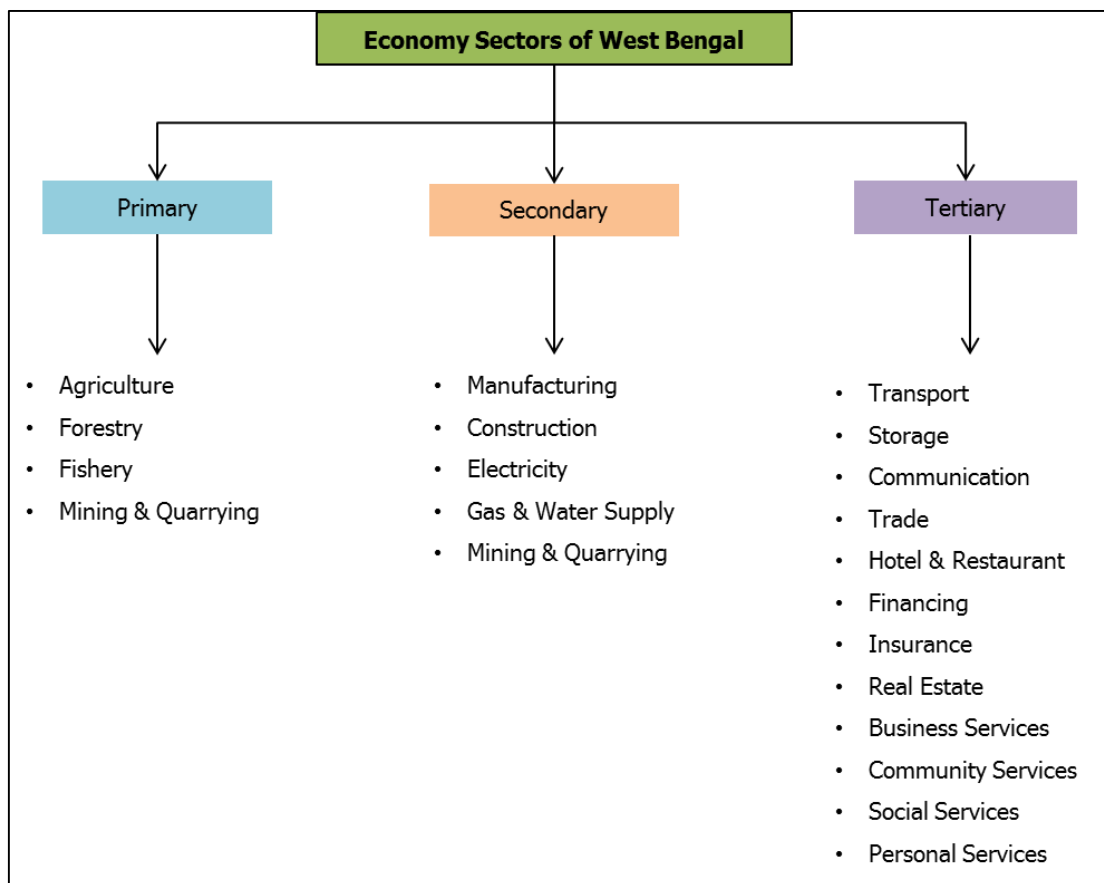 Economy Sectors of West Bengal
Primary
Secondary
Tertiary
• Agriculture
• Forestry
• Fishery
• Mining & Quarrying
• Manufacturing
• Construction
• Electricity
• Gas & Water Supply
• Mining & Quarrying
• Transport
• Storage
• Communication
• Trade
• Hotel & Restaurant
• Financing
• Insurance
• Real Estate
• Business Services
• Community Services
• Social Services
• Personal Services